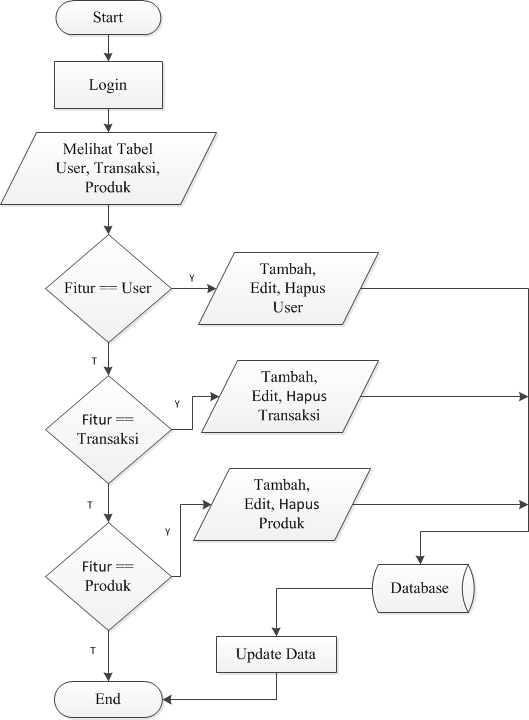 Start
Login
Melihat Tabel
User, Transaksi,
Produk
Fitur == User
Y
Tambah,
Edit, Hapus
User
T
Fitur ==
Transaksi
Y
Tambah,
Edit, Hapus
Transaksi
T
Fitur ==
Produk
Y
Tambah,
Edit, Hapus
Produk
T
Database
Update Data
End